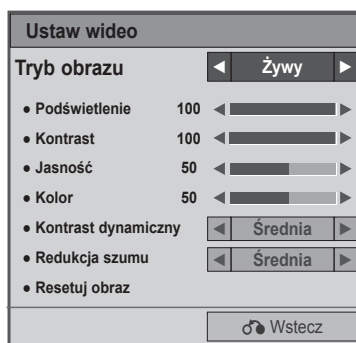 Ustaw wideo
Tryb obrazu ◄ Żywy ►
● Podświetlenie 100
● Kontrast 100
● Jasność 50
● Kolor 50
● Kontrast dynamiczny ◄ Średnia ►
● Redukcja szumu ◄ Średnia ►
● Resetuj obraz
Wstecz